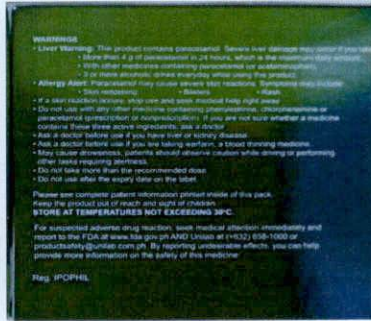 WARNINGS
• Liver Warning: This product contains paracetamol. Severe liver damage may occur if you take
• More than 4 g of paracetamol in 24 hours, which is the maximum daily amount
• With other medicines containing paracetamol (or acetaminophen)
• 3 or more alcoholic drinks everyday while using this product
• Allergy Alert: Paracetamol may cause severe skin reactions. Symptoms may include:
• Skin reddening • Blisters • Rash
• If a skin reaction occurs, stop use and seek medical help right away
• Do not use with any other medicine containing phenylephrine, chlorphenamine or
paracetamol (prescription or nonprescription). If you are not sure whether a medicine
contains these three active ingredients, ask a doctor
• Ask a doctor before use if you have liver or kidney disease
• Ask a doctor before use if you are taking warfarin, a blood thinning medicine
• May cause drowsiness, patients should observe caution while driving or performing
other tasks requiring alertness.
• Do not take more than the recommended dose
• Do not use after the expiry date on the label
Please see complete patient information printed inside of this pack.
Keep the product out of reach and sight of children.
STORE AT TEMPERATURES NOT EXCEEDING 30°C.
For suspected adverse drug reaction, seek medical attention immediately and
report to the FDA at www.fda.gov.ph AND Unilab at (+632) 858-1000 or
productsafety@unilab.com.ph. By reporting undesirable effects, you can help
provide more information on the safety of this medicine.
Reg. IPOPHIL